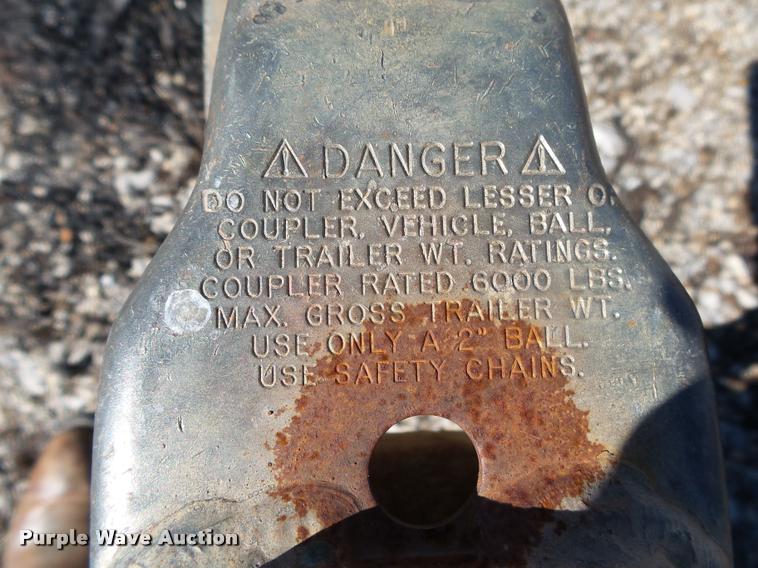 DANGER
DO NOT EXCEED LESSER O
COUPLER, VEHICLE, BALL,
OR TRAILER WT. RATINGS.
COUPLER RATED 6000 LBS.
MAX. GROSS TRAILER WT.
USE ONLY A 2" BALL.
USE SAFETY CHAINS.
Purple Wave Auction